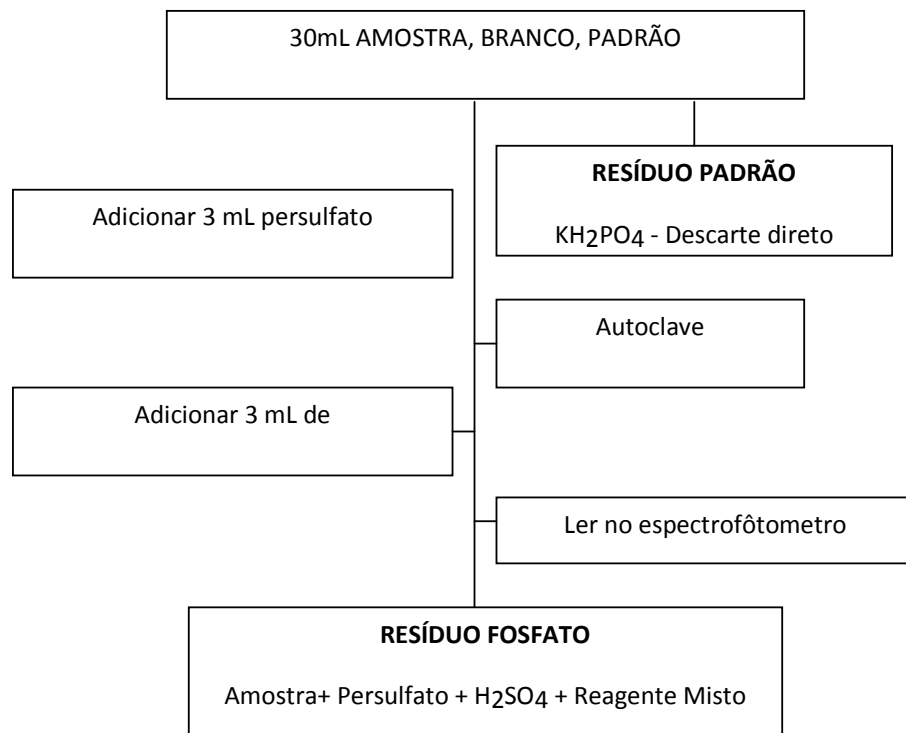 30mL AMOSTRA, BRANCO, PADRÃO
RESÍDUO PADRÃO
KH2PO4 - Descarte direto
Adicionar 3 mL persulfato
Autoclave
Adicionar 3 mL de
Ler no espectrofôtometro
RESÍDUO FOSFATO
Amostra+ Persulfato + H2SO4 + Reagente Misto